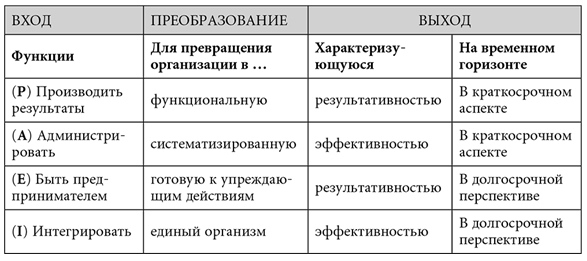 ВХОД ПРЕОБРАЗОВАНИЕ ВЫХОД
Функции Для превращения организации в … Характеризу-
ющуюся На временном
горизонте
(P) Производить
результаты функциональную результативностью В краткосрочном
аспекте
(A) Администри-
ровать систематизированную эффективностью В краткосрочном
аспекте
(E) Быть пред-
принимателем готовую к упреждаю-
щим действиям результативностью В долгосрочной
перспективе
(I) Интегрировать единый организм эффективностью В долгосрочной
перспективе